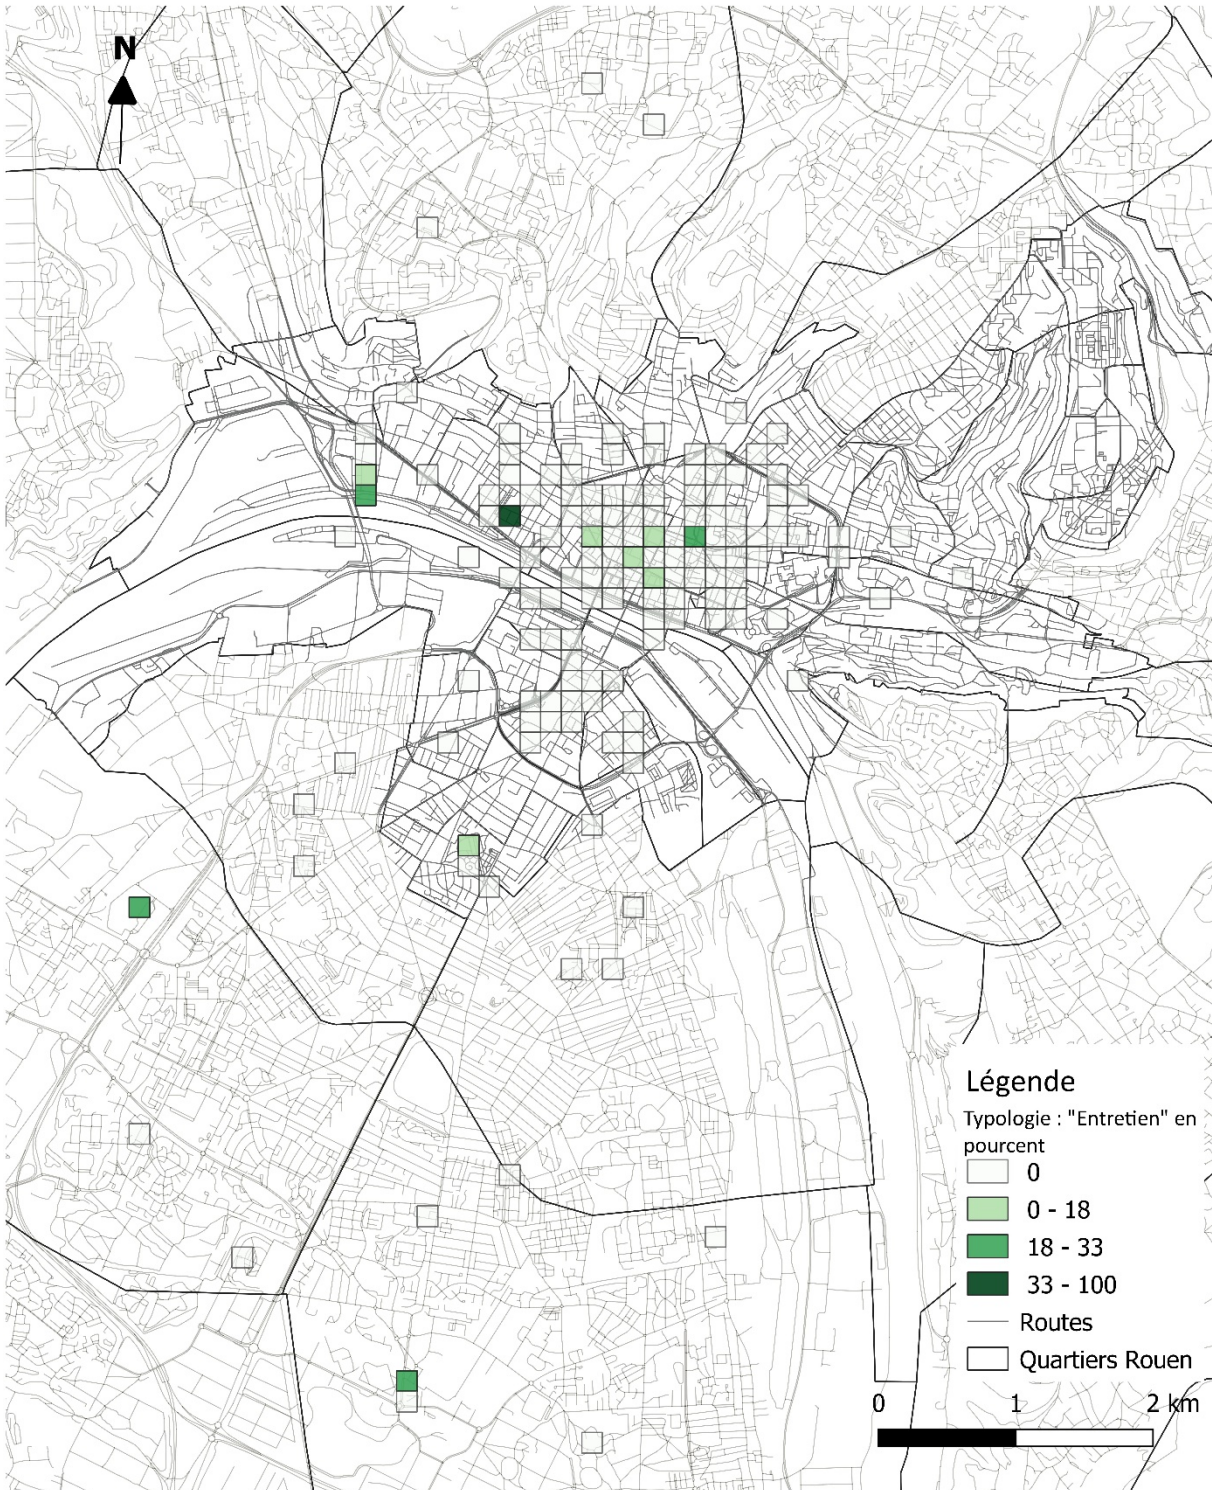 N
Légende
Typologie : "Entretien" en
pourcent
0
0 - 18
18 - 33
33 - 100
Routes
Quartiers Rouen
0 1 2 km